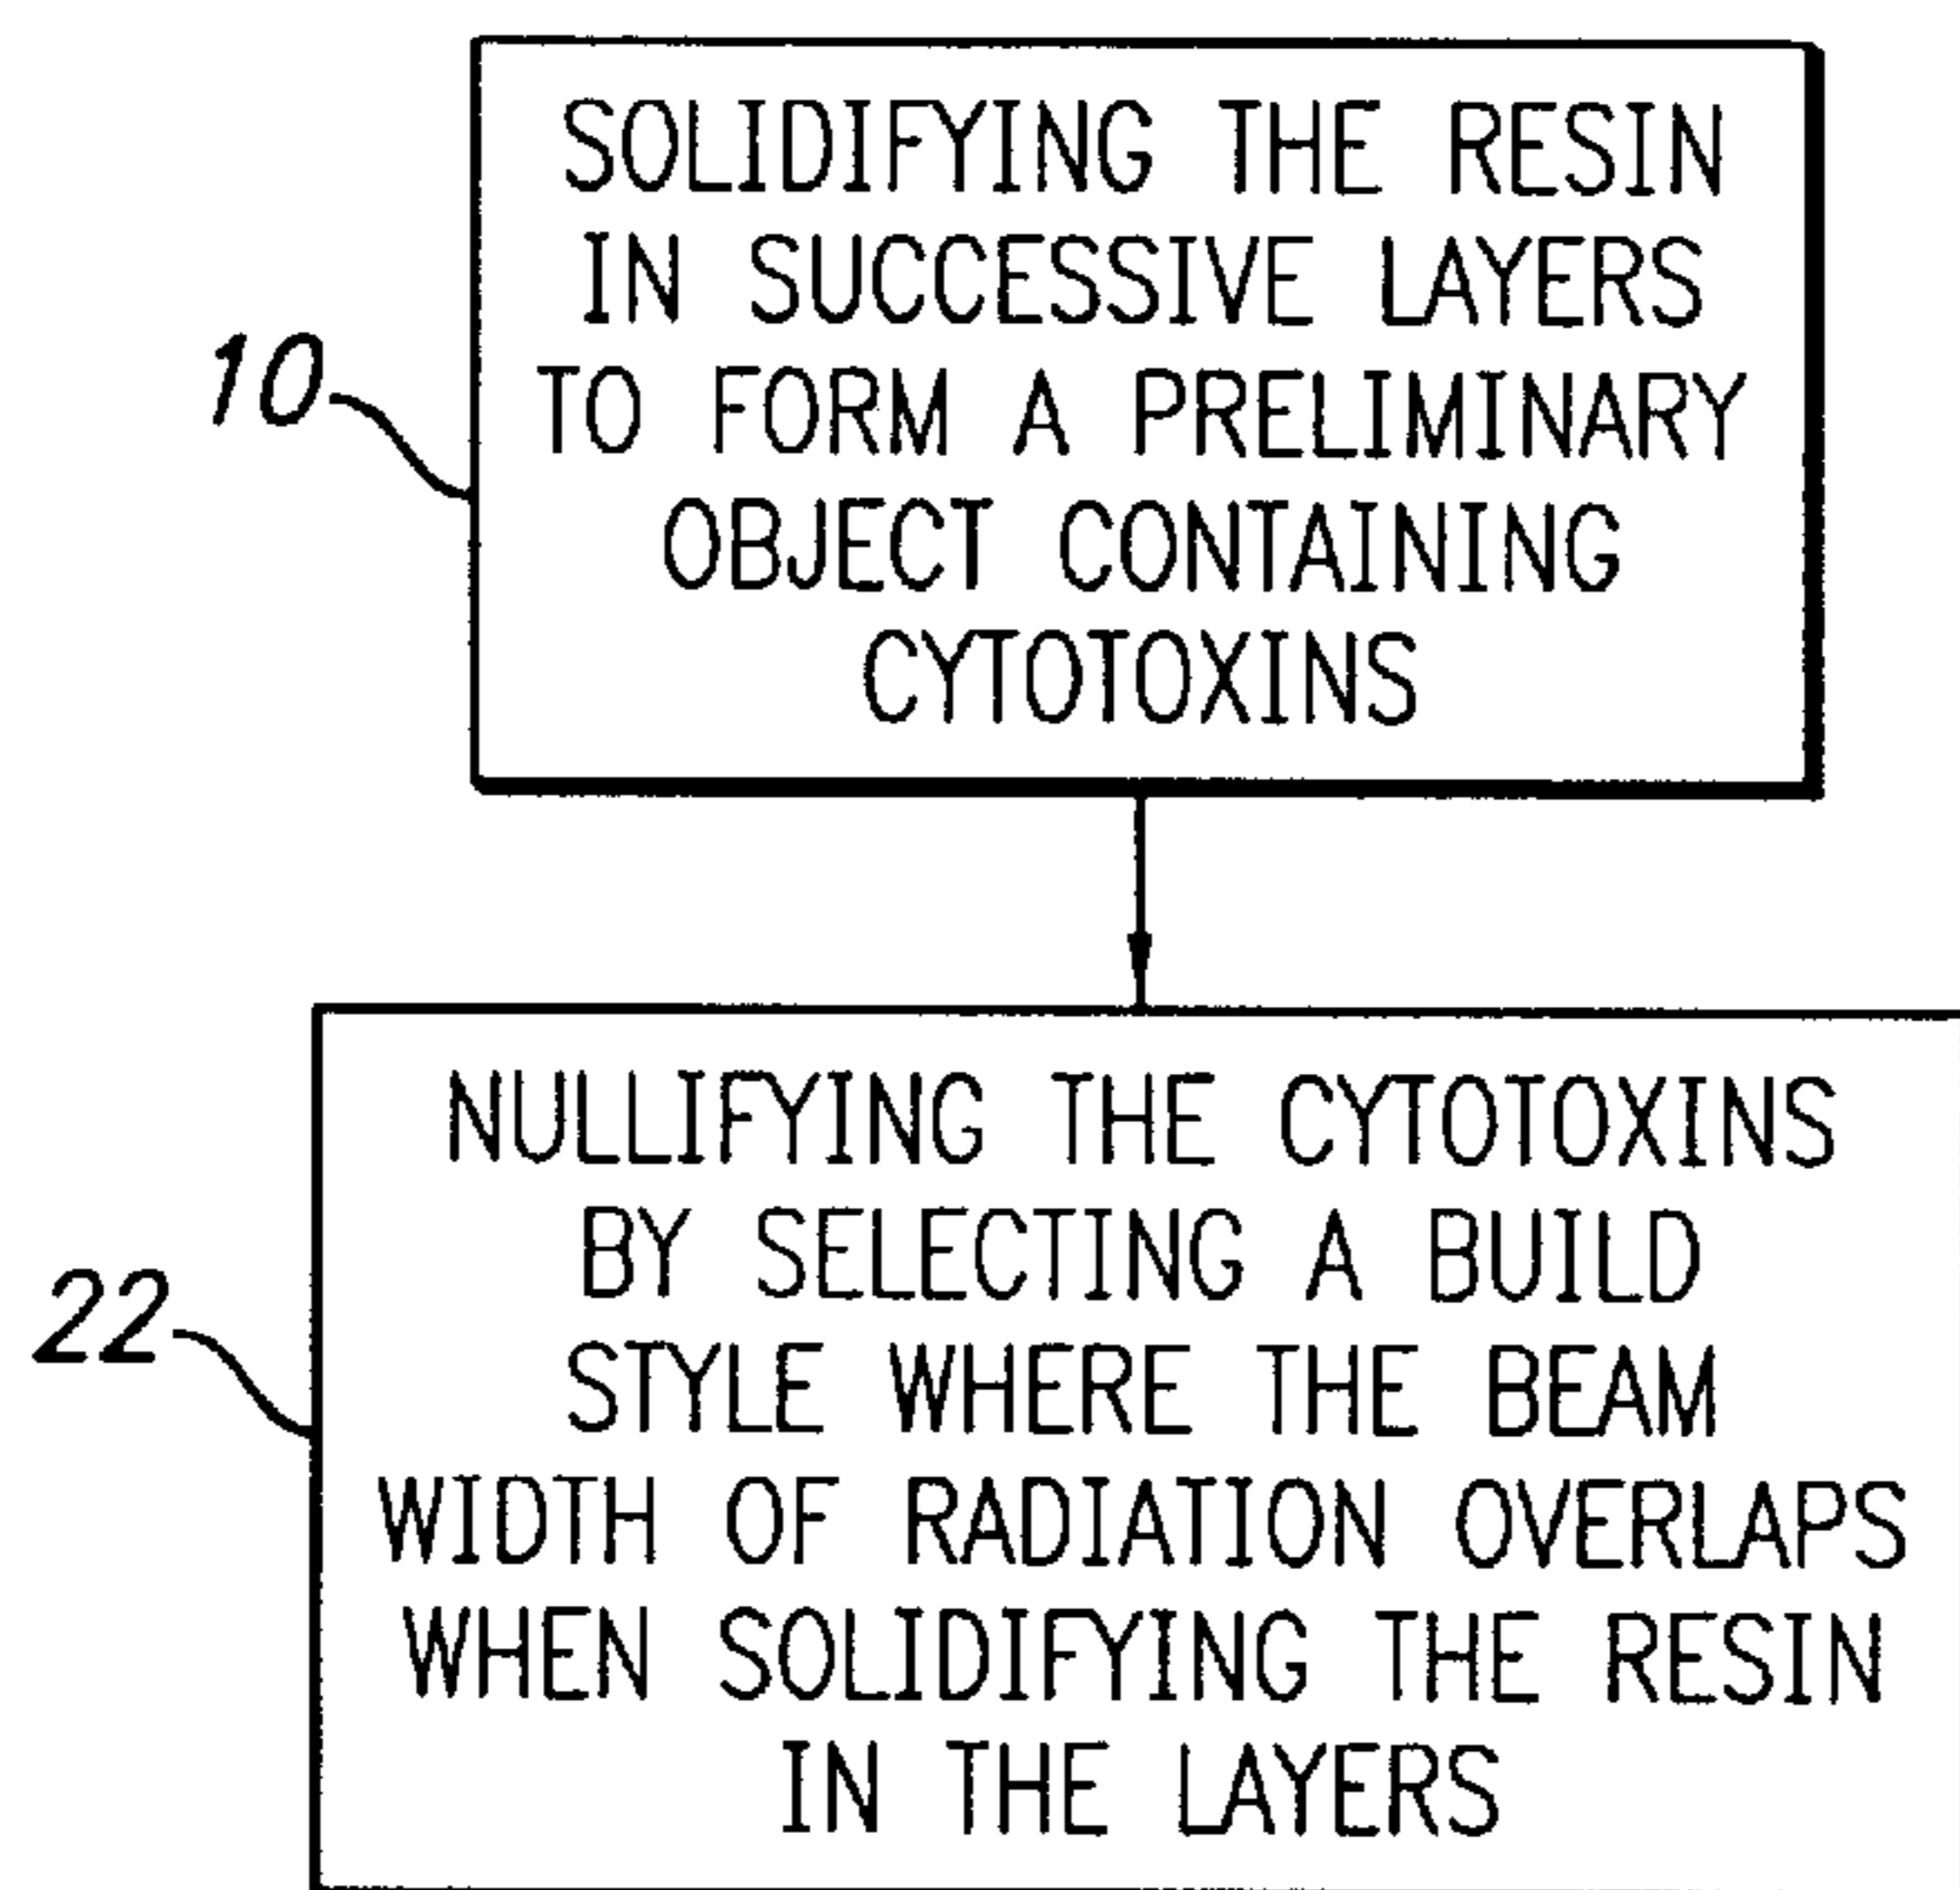 SOLIDIFYING THE RESIN
IN SUCCESSIVE LAYERS
TO FORM A PRELIMINARY
OBJECT CONTAINING
CYTOTOXINS
10
NULLIFYING THE CYTOTOXINS
BY SELECTING A BUILD
STYLE WHERE THE BEAM
WIDTH OF RADIATION OVERLAPS
WHEN SOLIDIFYING THE RESIN
IN THE LAYERS
22